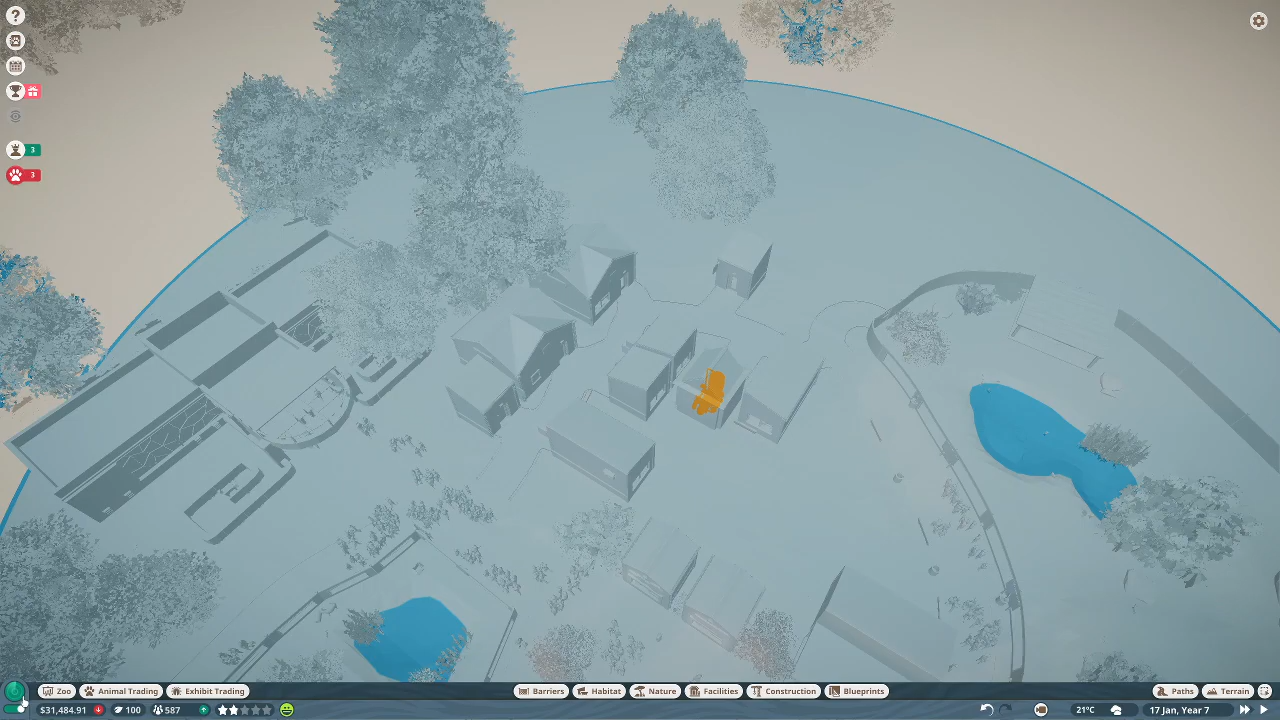 ?
3
3
Zoo
Animal Trading
Exhibit Trading
Barriers
Habitat
Nature
Facilities
Construction
Blueprints
Paths
Terrain
$31,484.91
100
587
21°C
17 Jan, Year 7